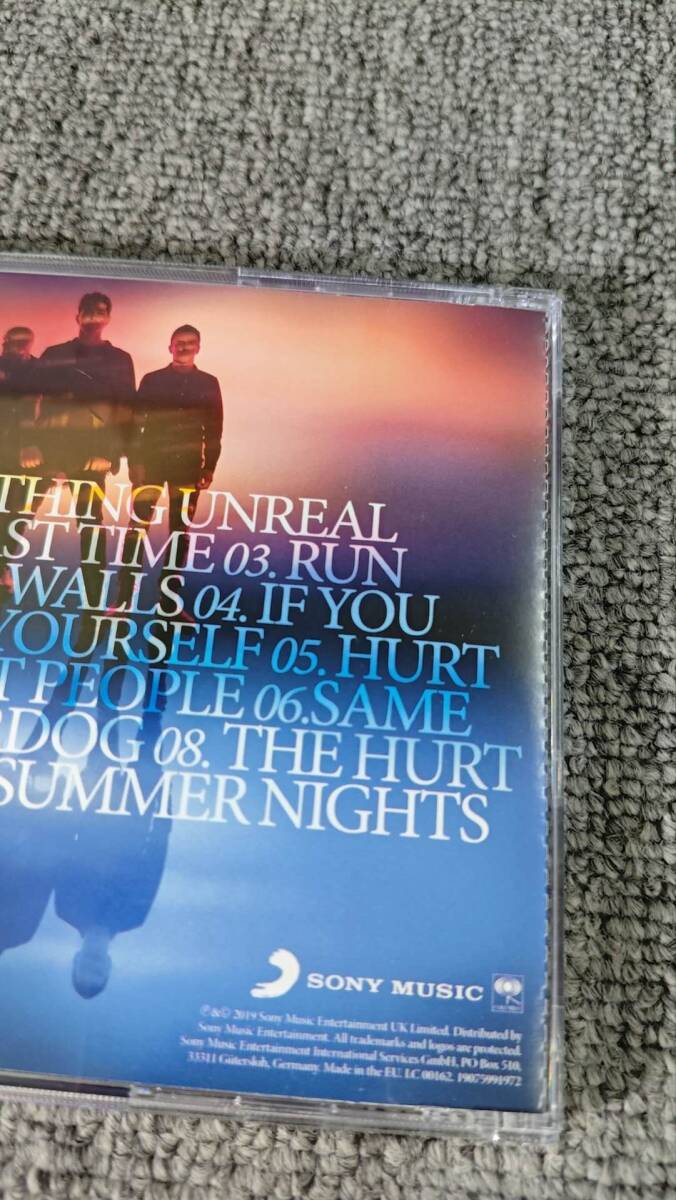 THING UNREAL
AST TIME 03. RUN
WALLS 04. IF YOU
YOURSELF 05. HURT
T PEOPLE 06.SAME
RDOG 08. THE HURT
SUMMER NIGHTS
SONY MUSIC
℗&© 2019 Sony Music Entertainment UK Limited. Distributed by
Sony Music Entertainment. All trademarks and logos are protected.
Sony Music Entertainment International Services GmbH, PO Box 510,
33311 Gütersloh, Germany. Made in the EU. LC 00162. 19075991972